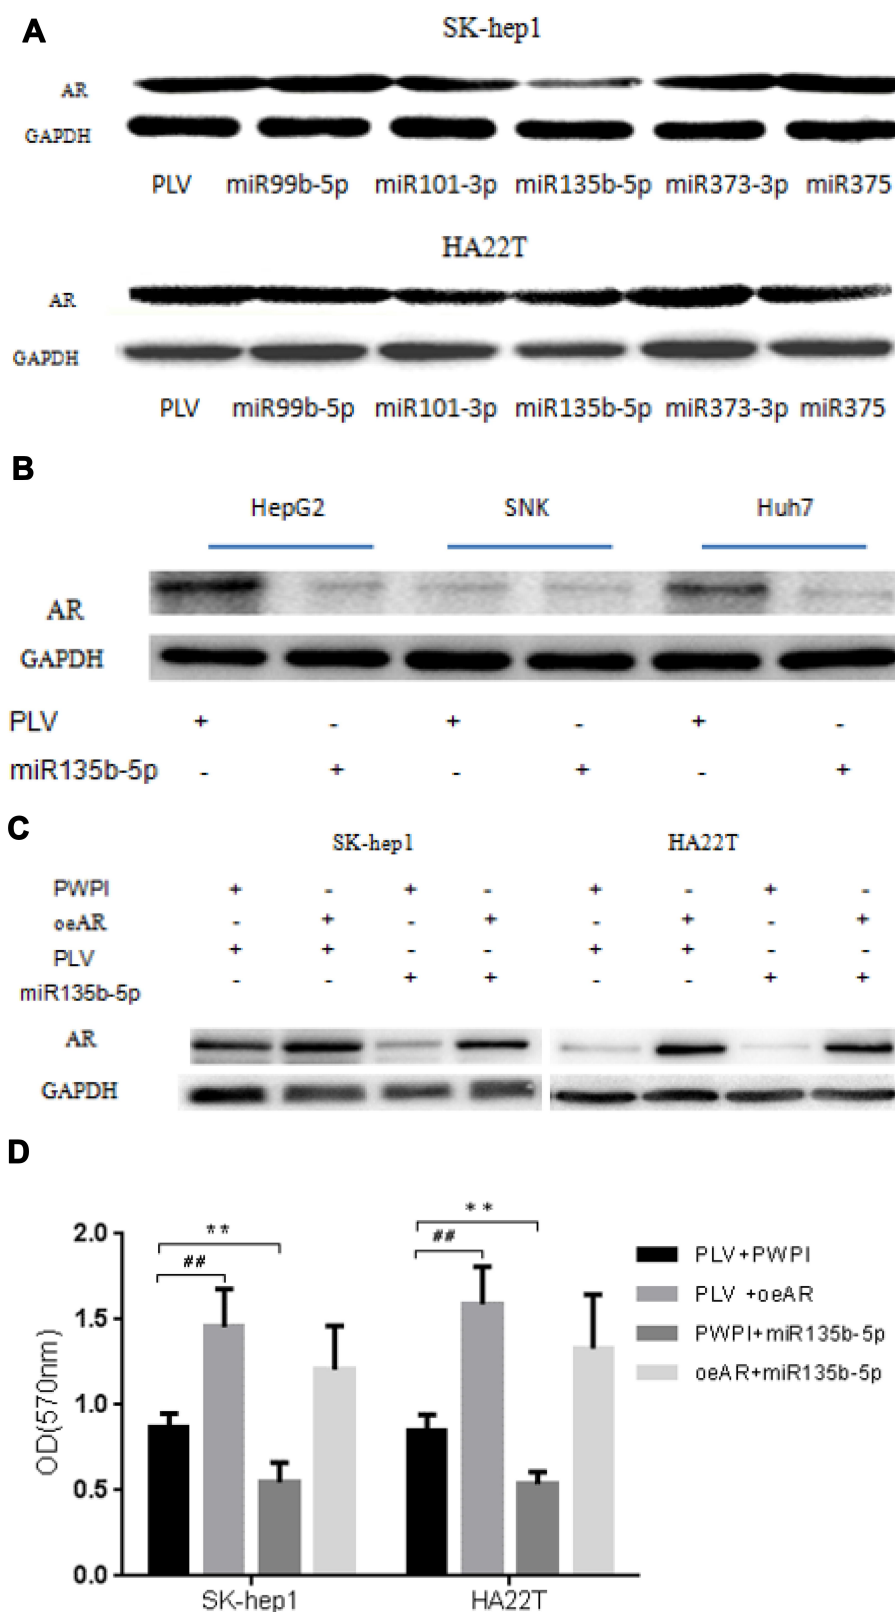 A
SK-hep1
AR
GAPDH
PLV miR99b-5p miR101-3p miR135b-5p miR373-3p miR375
HA22T
AR
GAPDH
PLV miR99b-5p miR101-3p miR135b-5p miR373-3p miR375
B
HepG2 SNK Huh7
AR
GAPDH
PLV + - + - + -
miR135b-5p - + - + - +
C
SK-hep1 HA22T
PWPI + - + - + - + -
oeAR - + - + - + - +
PLV + + - - + + - -
miR135b-5p - - + + - - + +
AR
GAPDH
D
OD(570nm)
2.0
1.5
1.0
0.5
0.0
** 
##
**
##
SK-hep1 HA22T
PLV+PWPI
PLV +oeAR
PWPI+miR135b-5p
oeAR+miR135b-5p